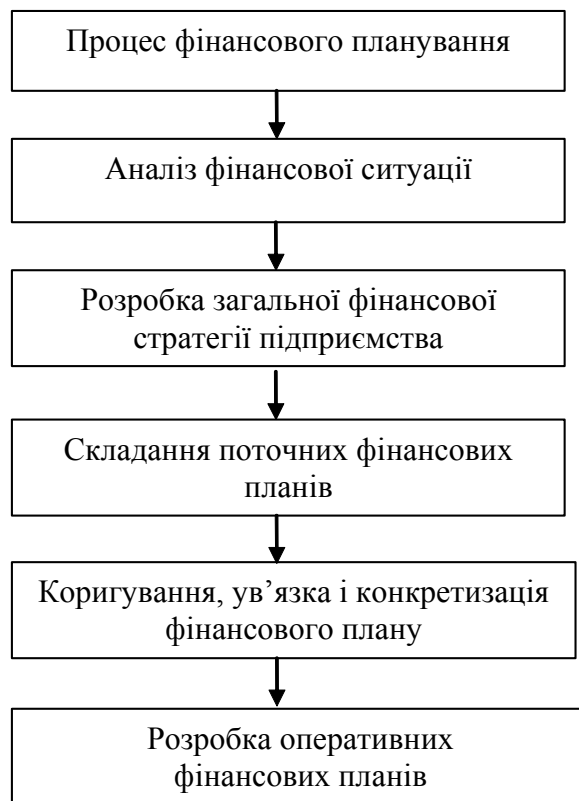 Процес фінансового планування
Аналіз фінансової ситуації
Розробка загальної фінансової
стратегії підприємства
Складання поточних фінансових
планів
Коригування, ув’язка і конкретизація
фінансового плану
Розробка оперативних
фінансових планів